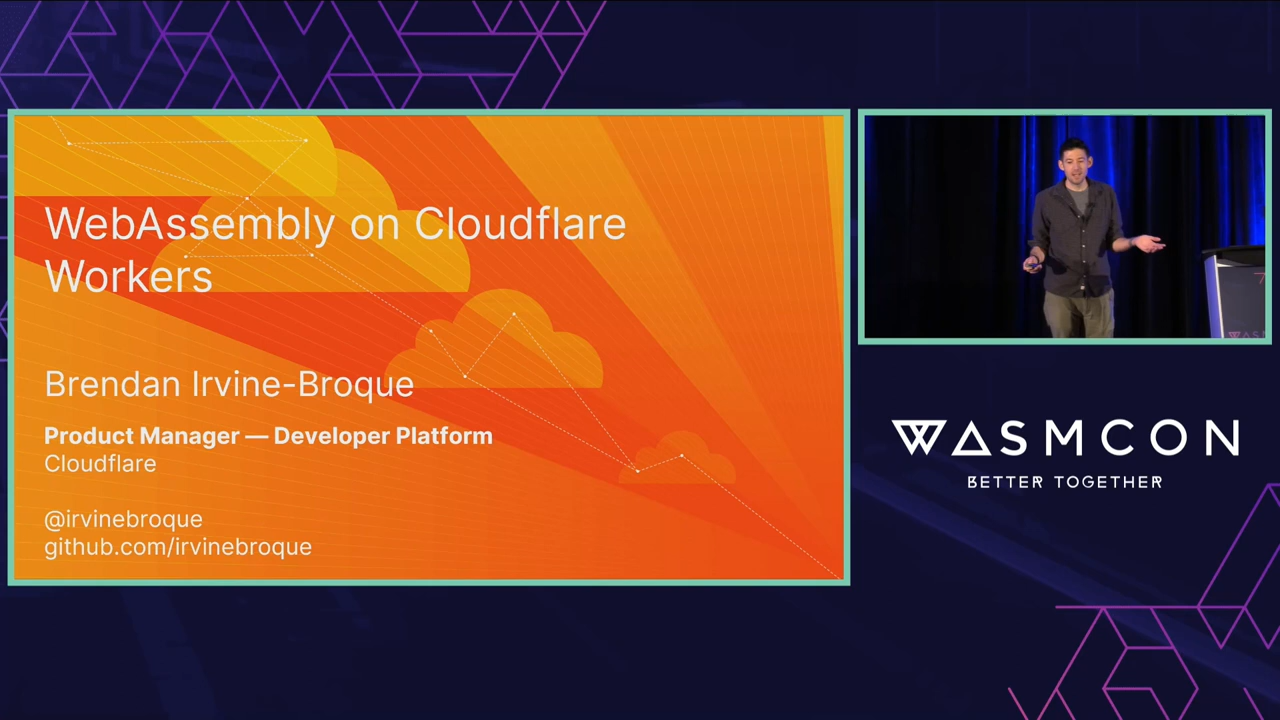 WebAssembly on Cloudflare
Workers
Brendan Irvine-Broque
Product Manager — Developer Platform
Cloudflare
@irvinebroque
github.com/irvinebroque
WASMCON
BETTER TOGETHER